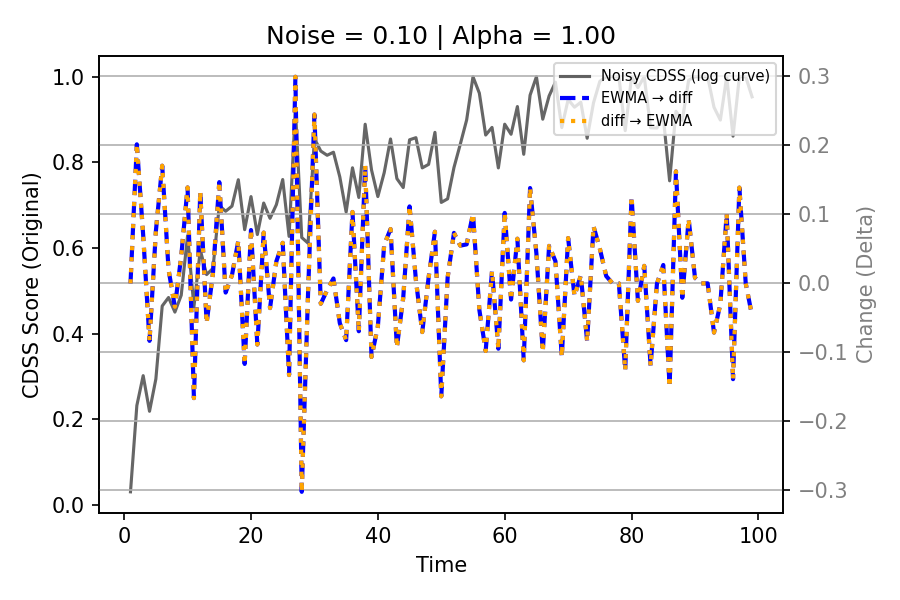 Noise = 0.10 | Alpha = 1.00
Noisy CDSS (log curve)
EWMA → diff
diff → EWMA
CDSS Score (Original)
1.0
0.8
0.6
0.4
0.2
0.0
0.3
0.2
0.1
0.0
−0.1
−0.2
−0.3
Change (Delta)
0 20 40 60 80 100
Time